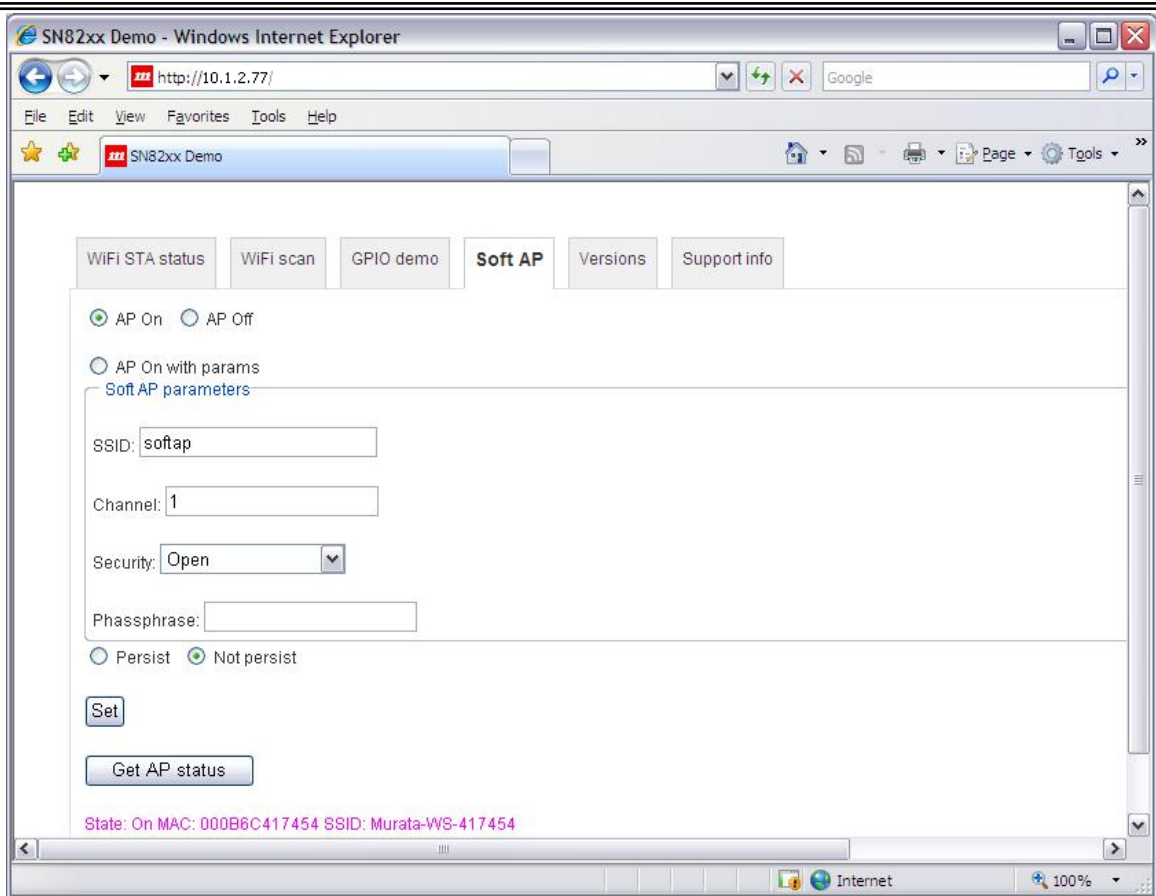 SN82xx Demo - Windows Internet Explorer
http://10.1.2.77/
Google
File Edit View Favorites Tools Help
SN82xx Demo
Page Tools »
WiFi STA status WiFi scan GPIO demo Soft AP Versions Support info
AP On AP Off
AP On with params
Soft AP parameters
SSID: softap
Channel: 1
Security: Open
Phassphrase:
Persist Not persist
Set
Get AP status
State: On MAC: 000B6C417454 SSID: Murata-WS-417454
Internet 100%